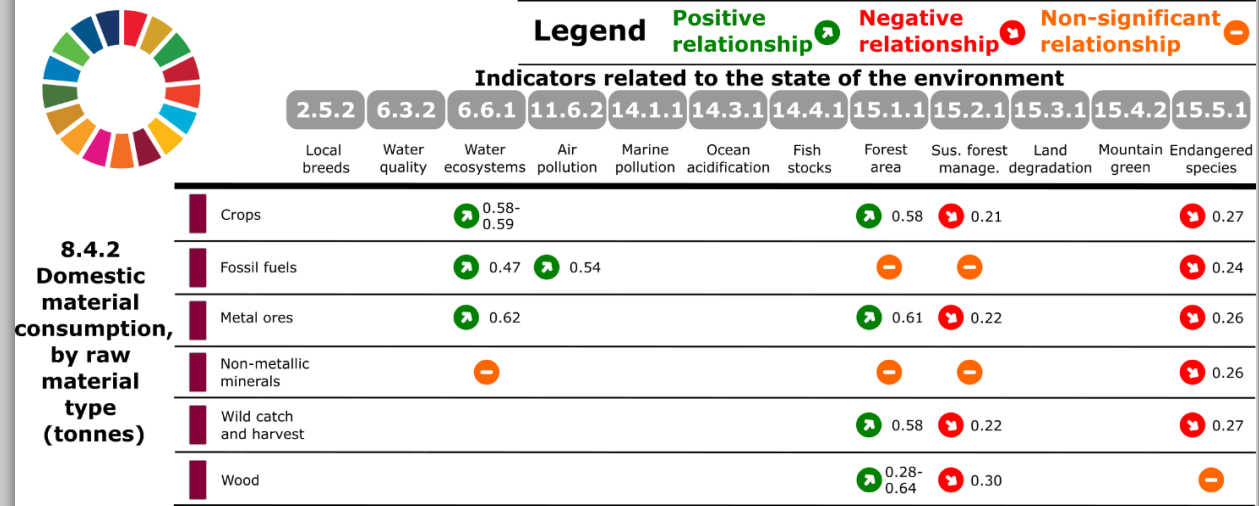 Legend
Positive relationship
Negative relationship
Non-significant relationship
Indicators related to the state of the environment
2.5.2 6.3.2 6.6.1 11.6.2 14.1.1 14.3.1 14.4.1 15.1.1 15.2.1 15.3.1 15.4.2 15.5.1
Local Water Water Air Marine Ocean Fish Forest Sus. forest Land Mountain Endangered
breeds quality ecosystems pollution pollution acidification stocks area manage. degradation green species
8.4.2
Domestic
material
consumption,
by raw
material
type
(tonnes)
Crops 0.58-0.59 0.58 0.21 0.27
Fossil fuels 0.47 0.54 0.24
Metal ores 0.62 0.61 0.22 0.26
Non-metallic minerals 0.26
Wild catch and harvest 0.58 0.22 0.27
Wood 0.28-0.64 0.30